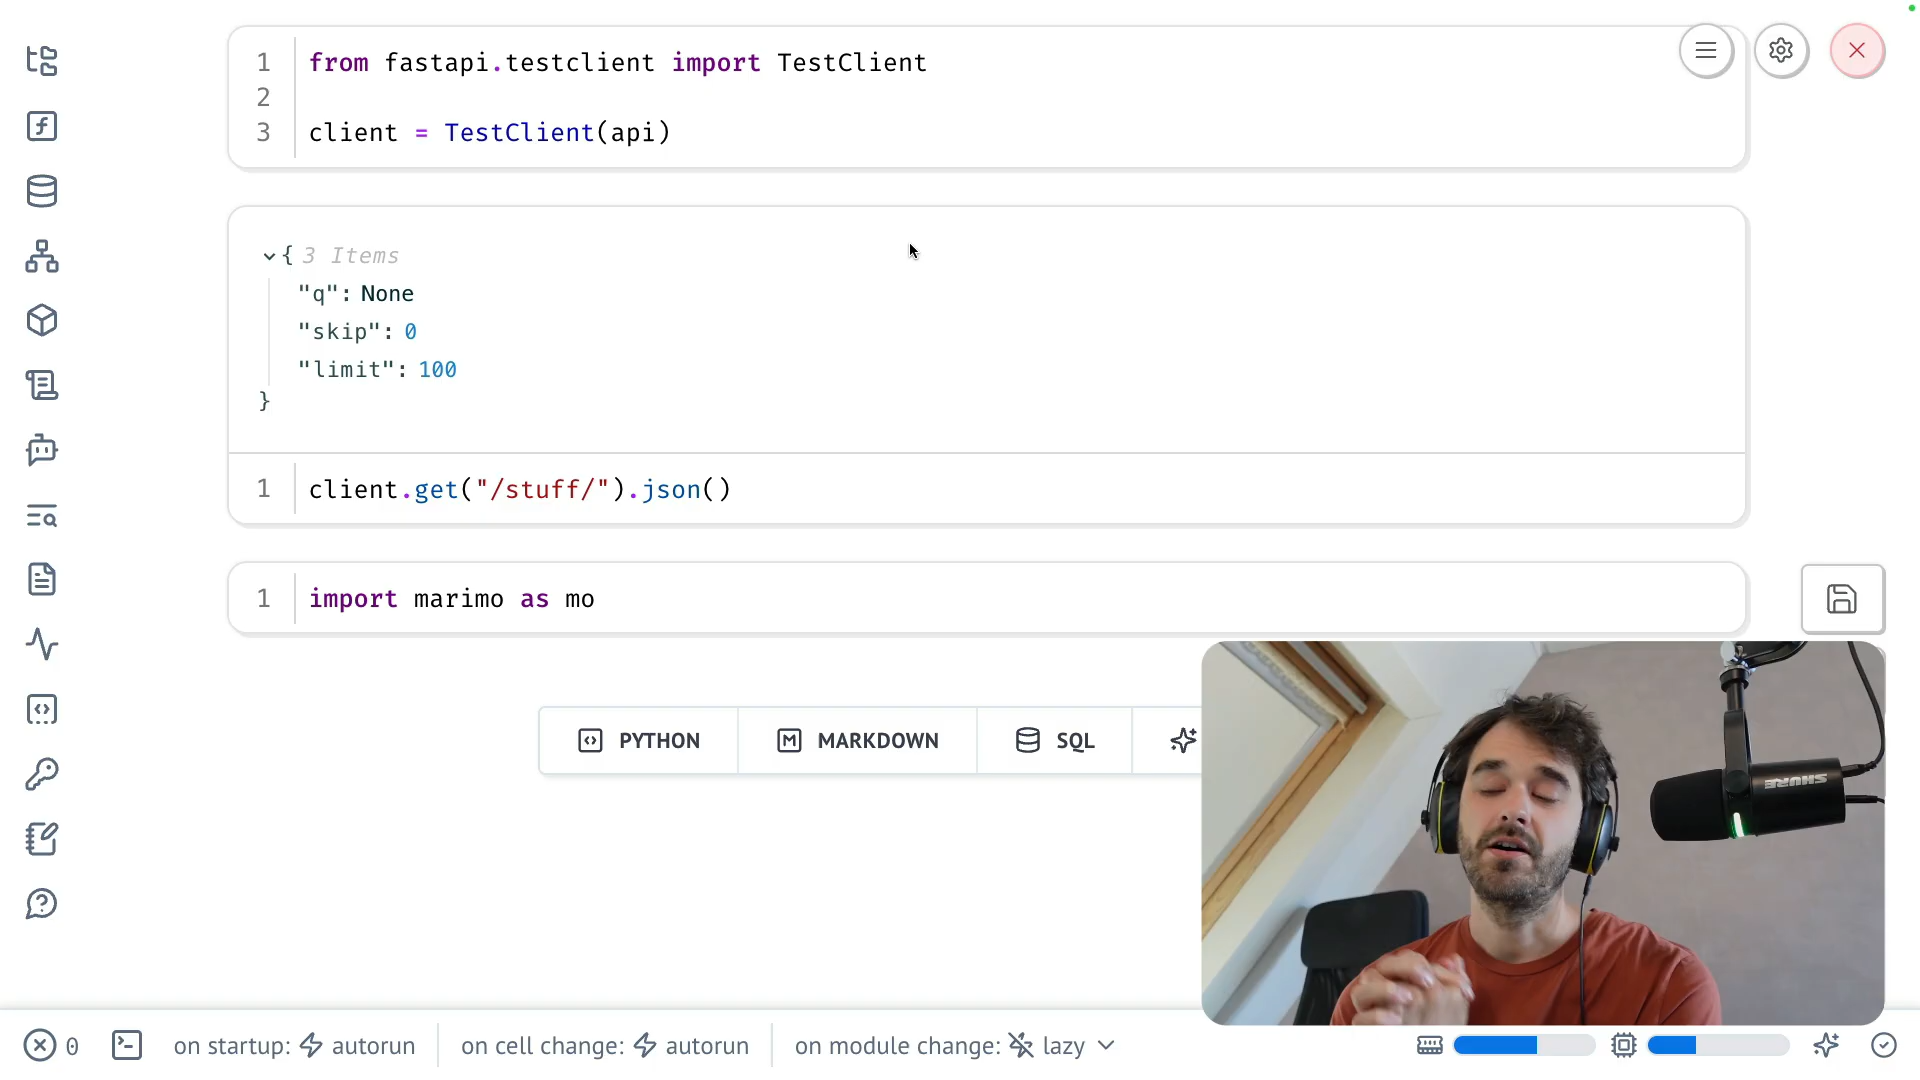 1 from fastapi.testclient import TestClient
2
3 client = TestClient(api)
{ 3 Items
"q": None
"skip": 0
"limit": 100
}
1 client.get("/stuff/").json()
1 import marimo as mo
PYTHON MARKDOWN SQL
SHURE
0 on startup: autorun on cell change: autorun on module change: lazy